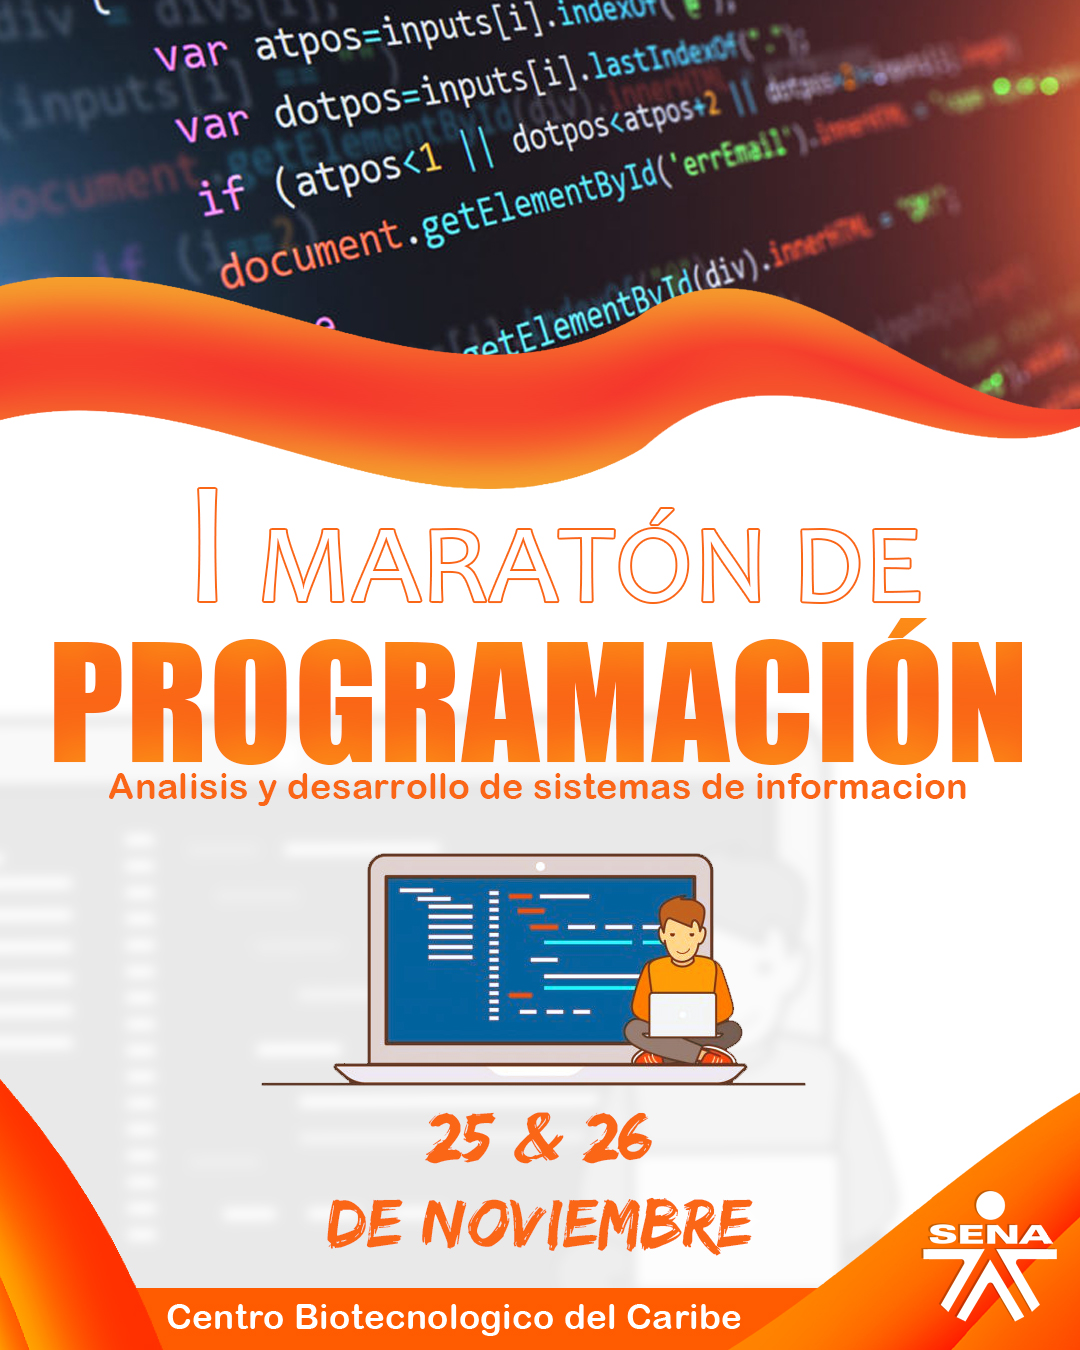 var atpos=inputs[i].indexOf('@');
var dotpos=inputs[i].lastIndexOf(".");
if (atpos<1 || dotpos<atpos+2 ||
document.getElementById('errEmail').innerHTML =
getElementById(div).innerHTML =
I MARATÓN DE
PROGRAMACIÓN
Analisis y desarrollo de sistemas de informacion
25 & 26
DE NOVIEMBRE
SENA
Centro Biotecnologico del Caribe